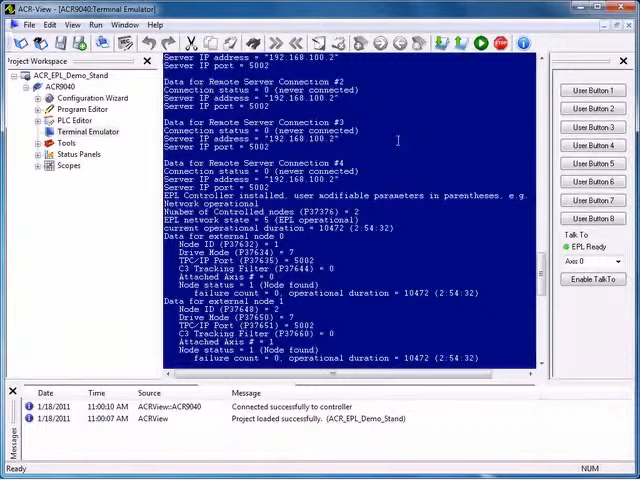 ACR-View - [ACR9040:Terminal Emulator]
File Edit View Run Window Help
Project Workspace
ACR_EPL_Demo_Stand
ACR9040
Configuration Wizard
Program Editor
PLC Editor
Terminal Emulator
Tools
Status Panels
Scopes
Server IP address = "192.168.100.2"
Server IP port = 5002
Data for Remote Server Connection #2
Connection status = 0 (never connected)
Server IP address = "192.168.100.2"
Server IP port = 5002
Data for Remote Server Connection #3
Connection status = 0 (never connected)
Server IP address = "192.168.100.2"
Server IP port = 5002
Data for Remote Server Connection #4
Connection status = 0 (never connected)
Server IP address = "192.168.100.2"
Server IP port = 5002
EPL Controller installed, user modifiable parameters in parentheses, e.g.
Network operational
Number of Controlled nodes (P37376) = 2
EPL network state = 5 (EPL operational)
current operational duration = 10472 (2:54:32)
Data for external node 0
Node ID (P37632) = 1
Drive Mode (P37634) = 7
TPC/IP Port (P37635) = 5002
C3 Tracking Filter (P37644) = 0
Attached Axis # = 0
Node status = 1 (Node found)
failure count = 0, operational duration = 10472 (2:54:32)
Data for external node 1
Node ID (P37648) = 2
Drive Mode (P37650) = 7
TPC/IP Port (P37651) = 5002
C3 Tracking Filter (P37660) = 0
Attached Axis # = 1
Node status = 1 (Node found)
failure count = 0, operational duration = 10472 (2:54:32)
User Button 1
User Button 2
User Button 3
User Button 4
User Button 5
User Button 6
User Button 7
User Button 8
Talk To
EPL Ready
Axis 0
Enable TalkTo
Messages
Date Time Source Message
1/18/2011 11:00:10 AM ACRView::ACR9040 Connected successfully to controller
1/18/2011 11:00:07 AM ACRView Project loaded successfully. (ACR_EPL_Demo_Stand)
Ready NUM